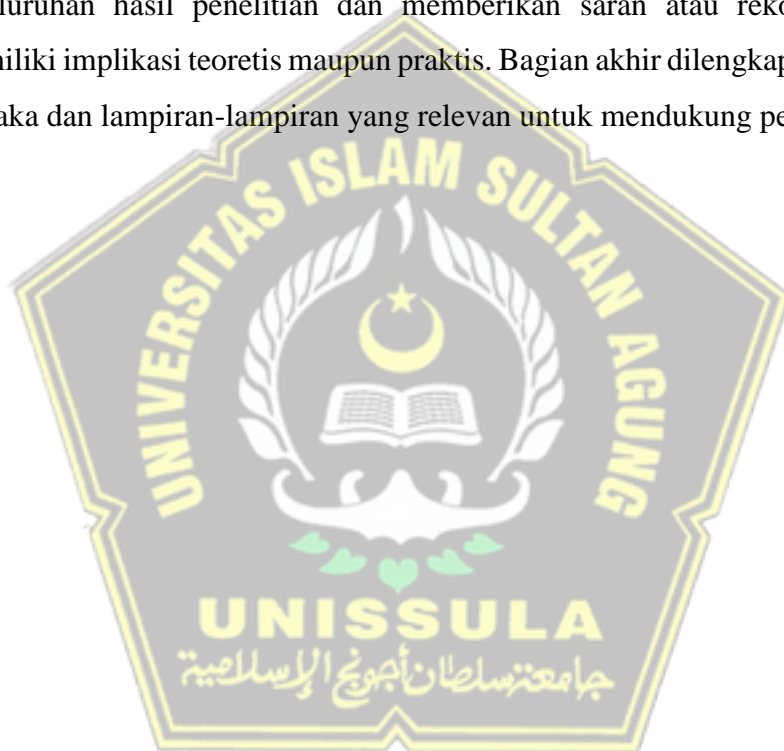 luruhan hasil penelitian dan memberikan saran atau reko
niliki implikasi teoretis maupun praktis. Bagian akhir dilengkap
aka dan lampiran-lampiran yang relevan untuk mendukung pe
UNIVERSITAS ISLAM SULTAN AGUNG
UNISSULA
جامعة سلطان أجونج الإسلامية